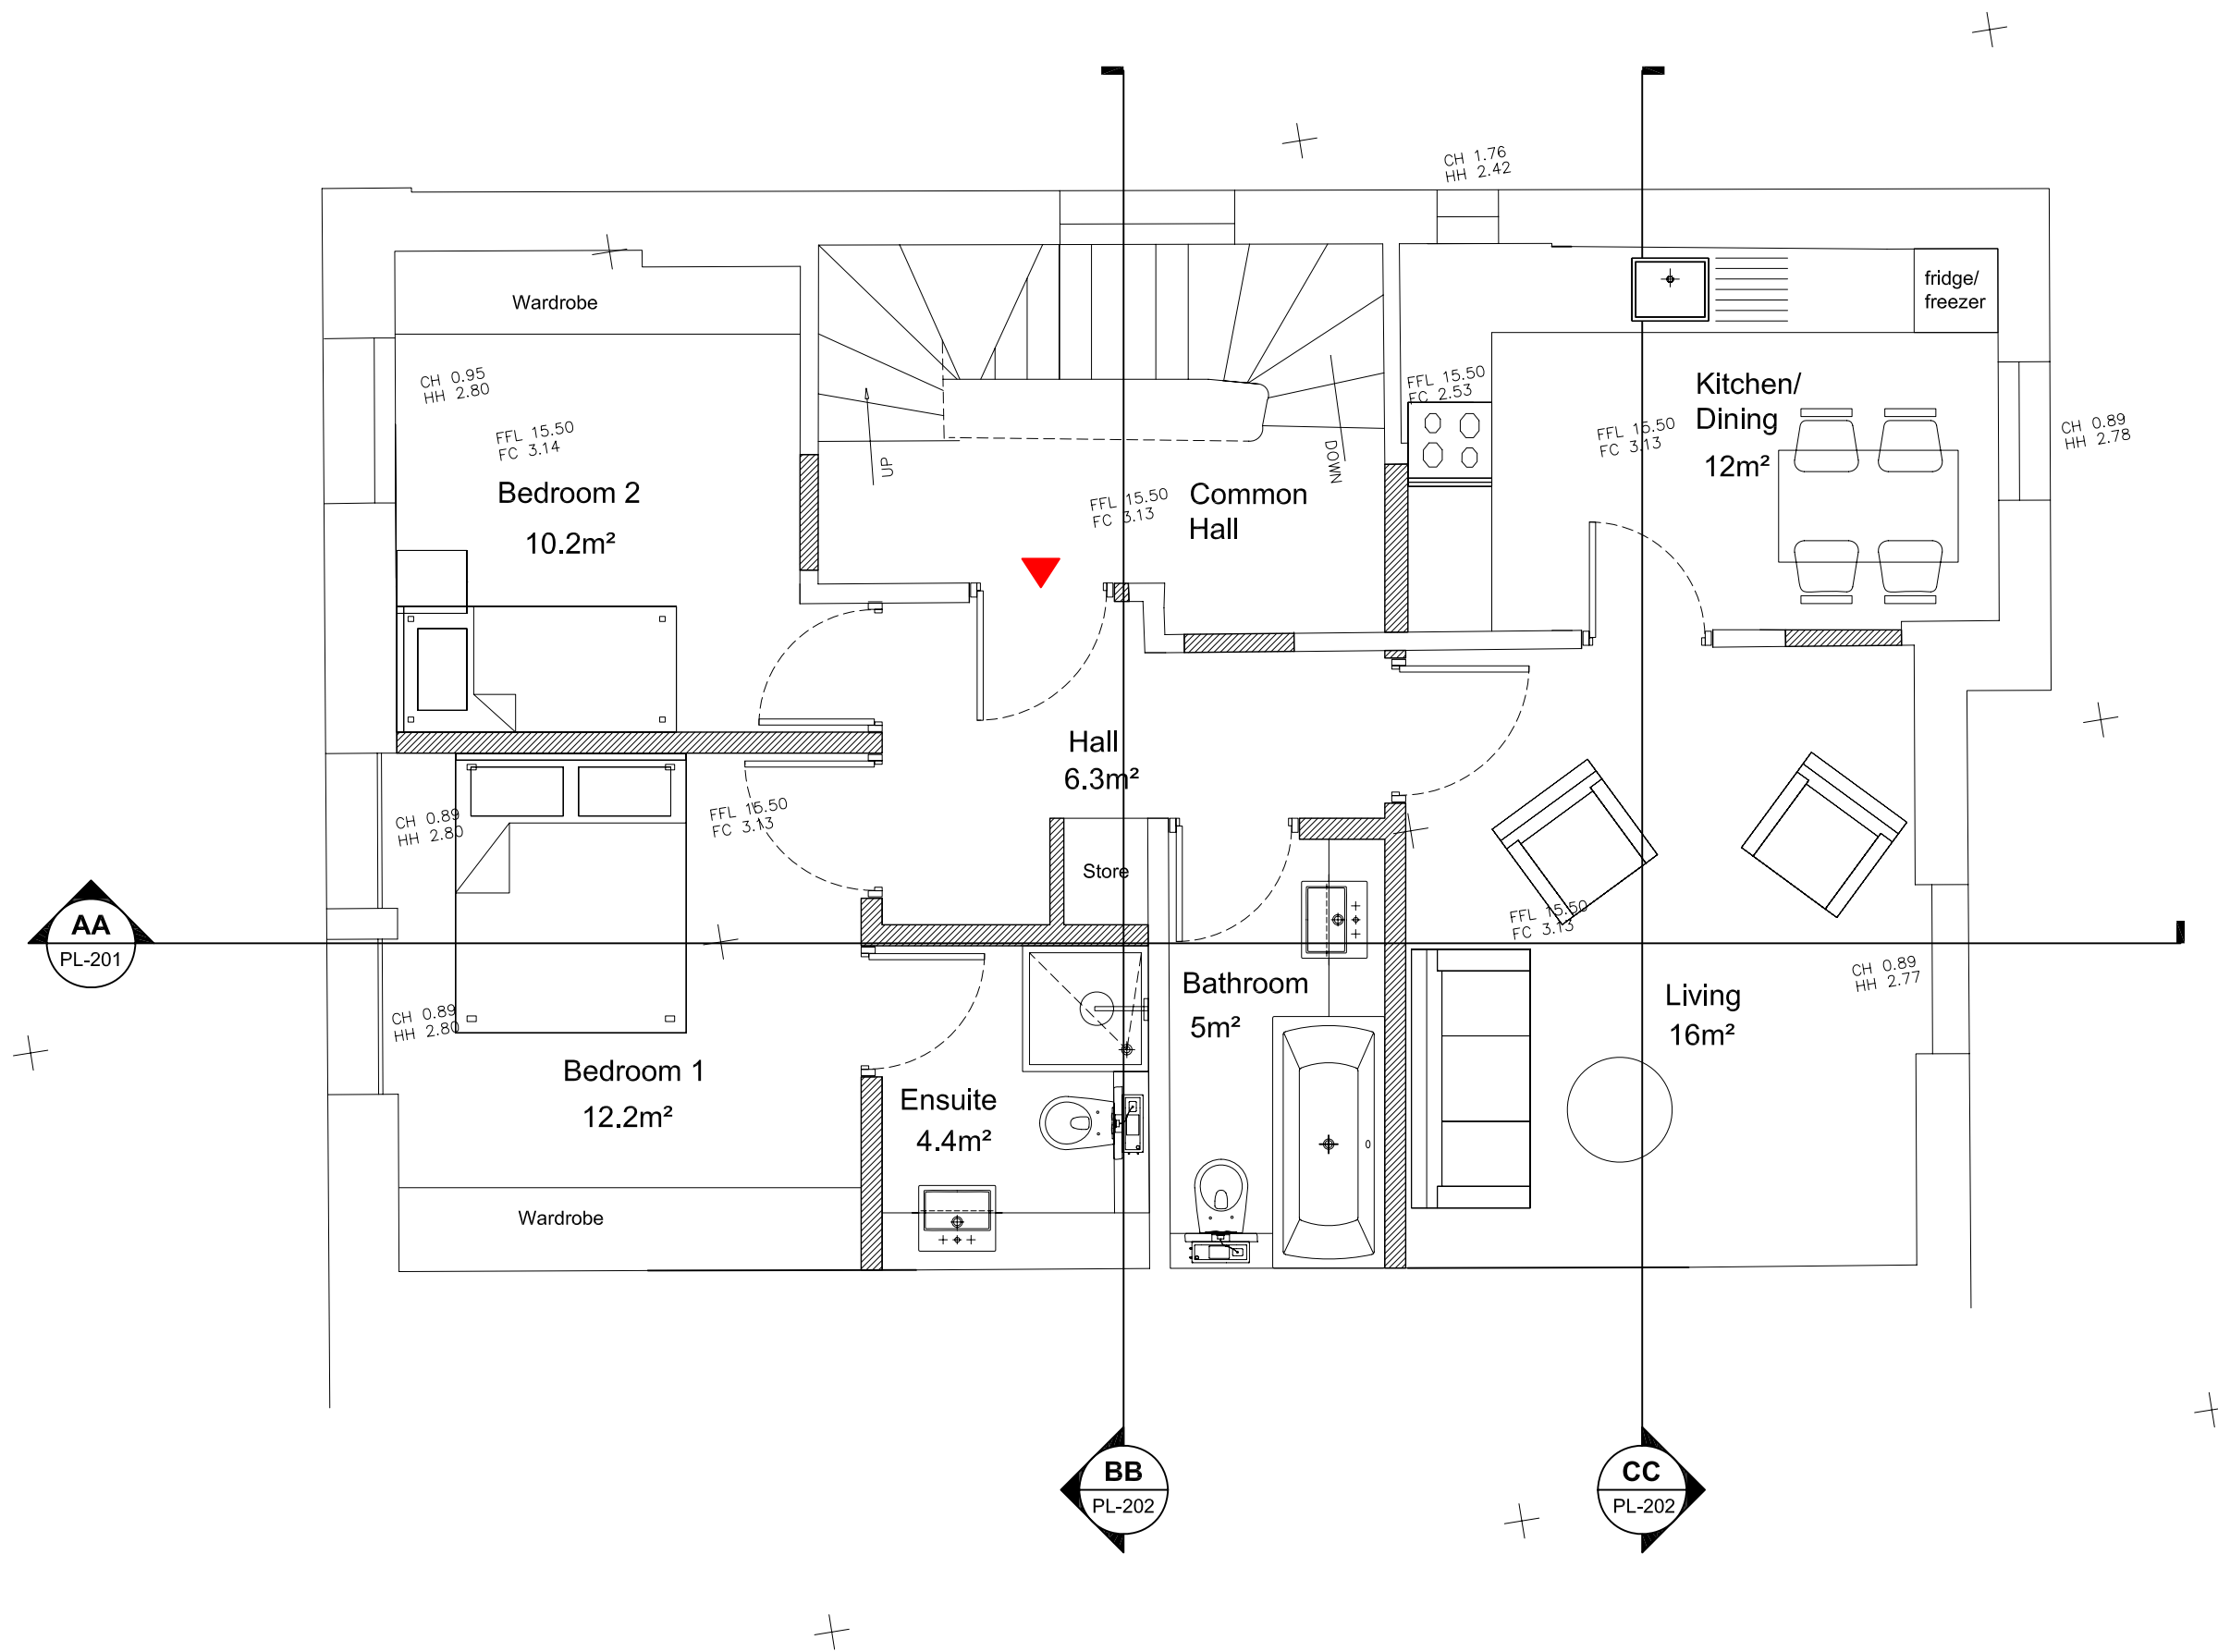 CH 1.76
HH 2.42
Wardrobe
fridge/
freezer
CH 0.95
HH 2.80
FFL 15.50
FC 2.53
Kitchen/
Dining
12m²
FFL 15.50
FC 3.14
FFL 15.50
FC 3.13
CH 0.89
HH 2.78
UP
DOWN
Bedroom 2
10.2m²
FFL 15.50
FC 3.13
Common
Hall
Hall
6.3m²
CH 0.89
HH 2.80
FFL 15.50
FC 3.13
Store
FFL 15.50
FC 3.13
AA
PL-201
CH 0.89
HH 2.77
Bathroom
5m²
Living
16m²
CH 0.89
HH 2.80
Bedroom 1
12.2m²
Ensuite
4.4m²
Wardrobe
BB
PL-202
CC
PL-202